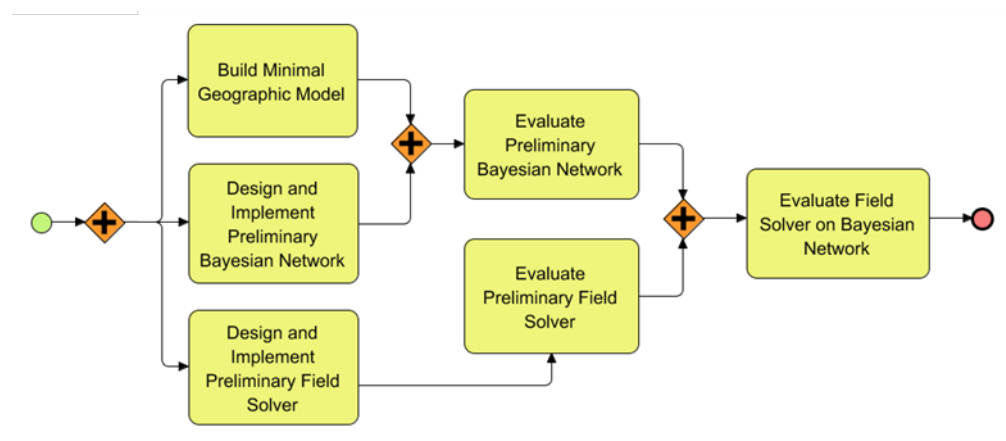 Build Minimal
Geographic Model
Design and
Implement
Preliminary
Bayesian Network
Design and
Implement
Preliminary Field
Solver
Evaluate
Preliminary
Bayesian Network
Evaluate
Preliminary Field
Solver
Evaluate Field
Solver on Bayesian
Network